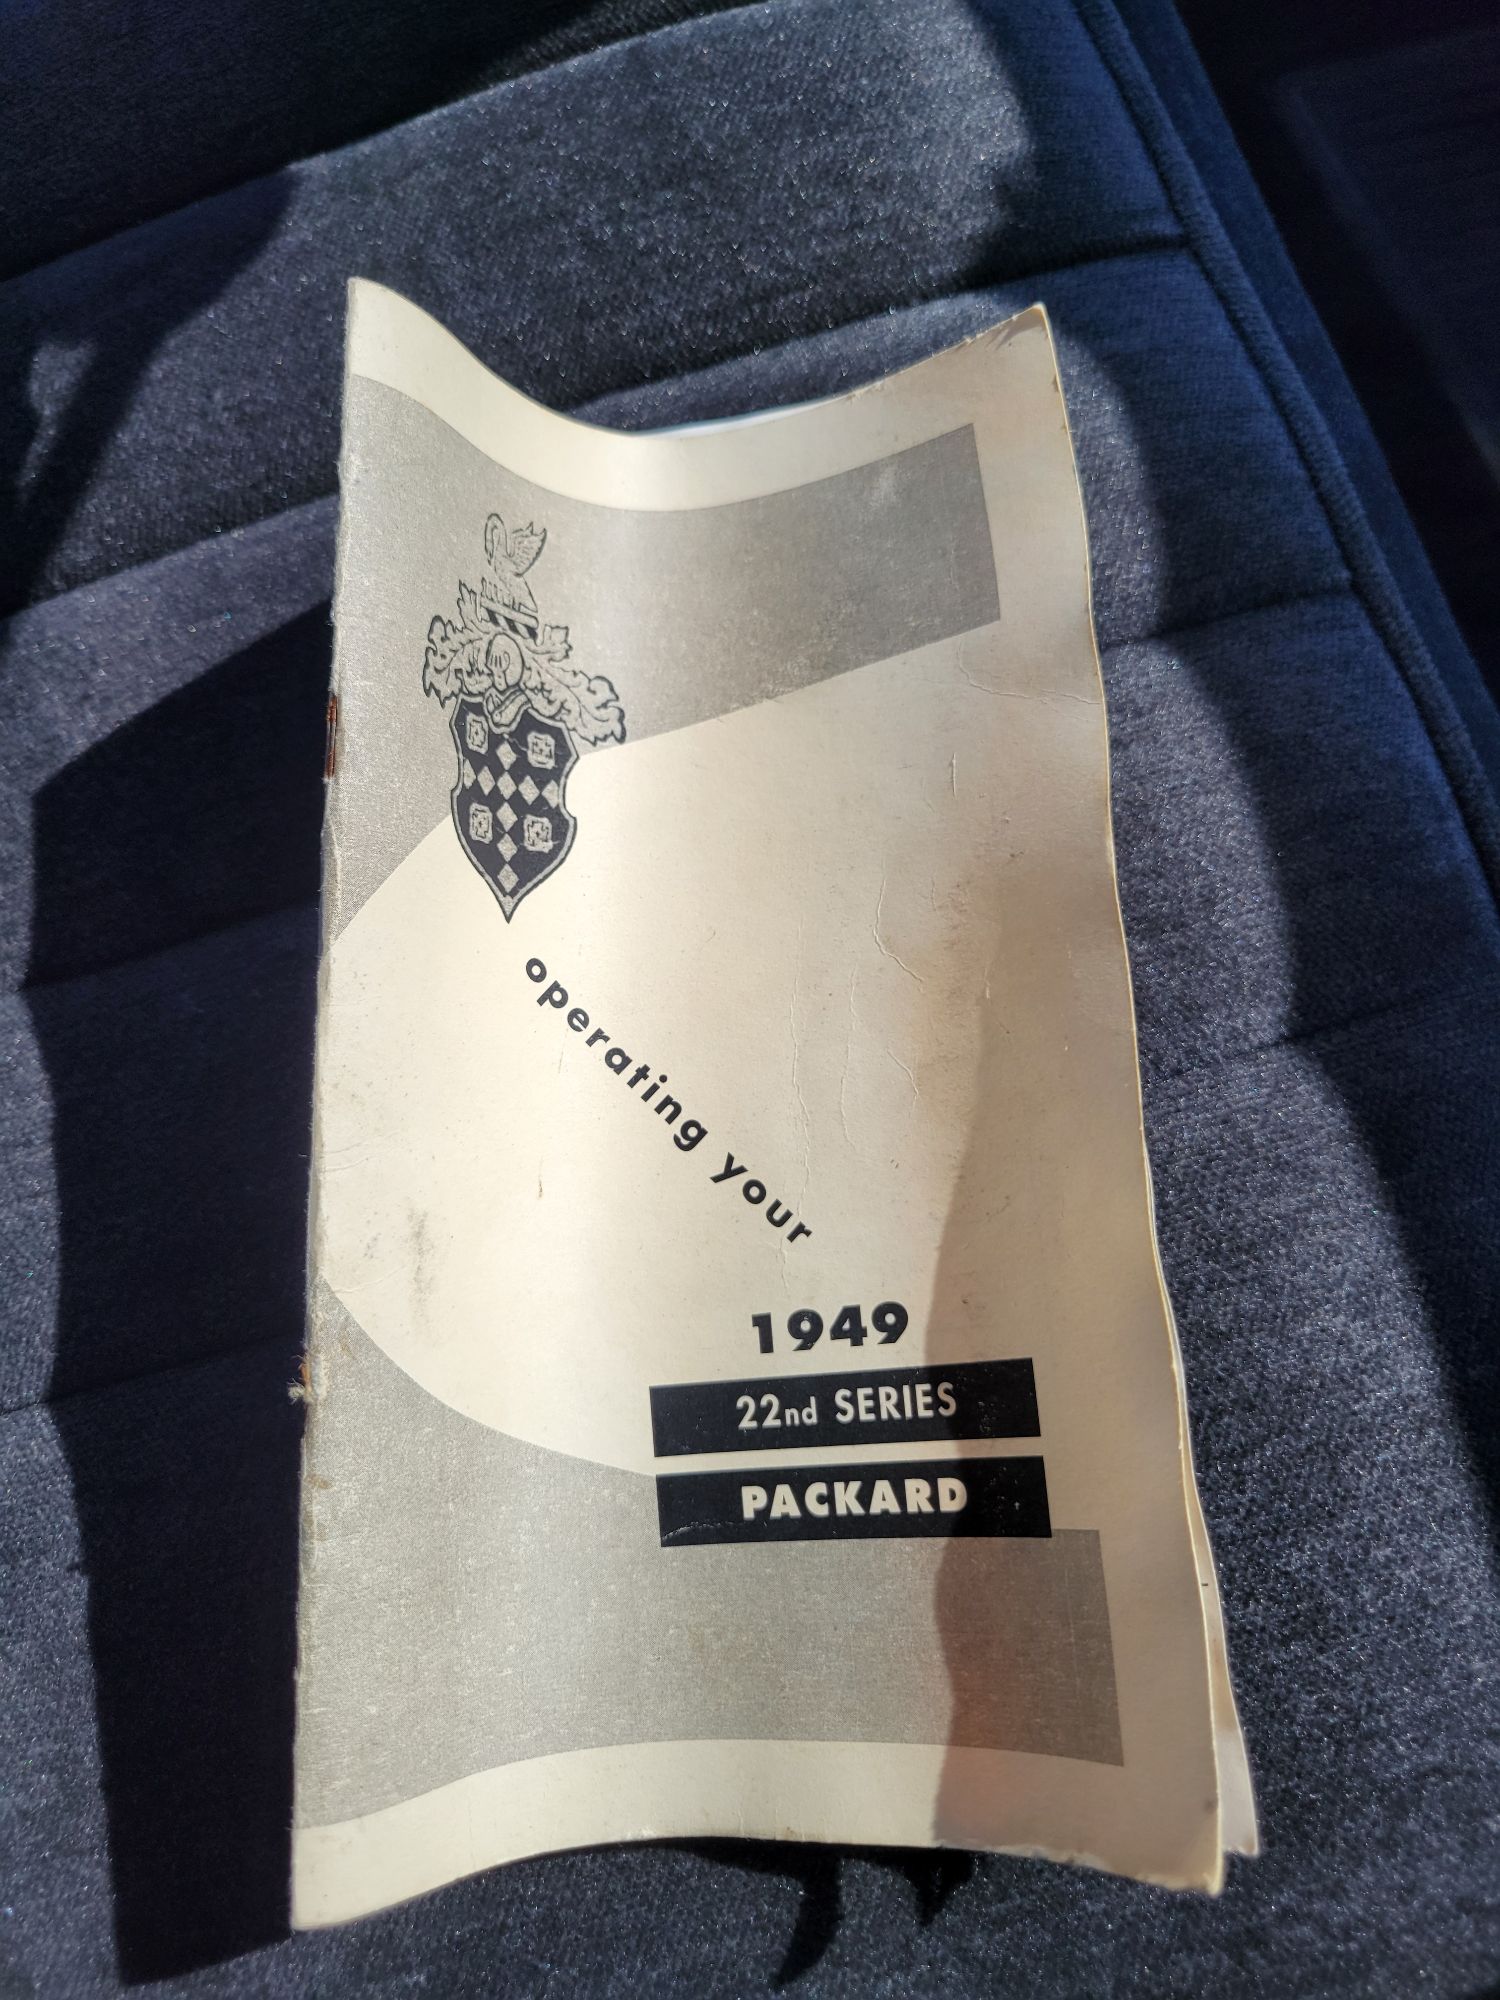 operating your
1949
22nd SERIES
PACKARD